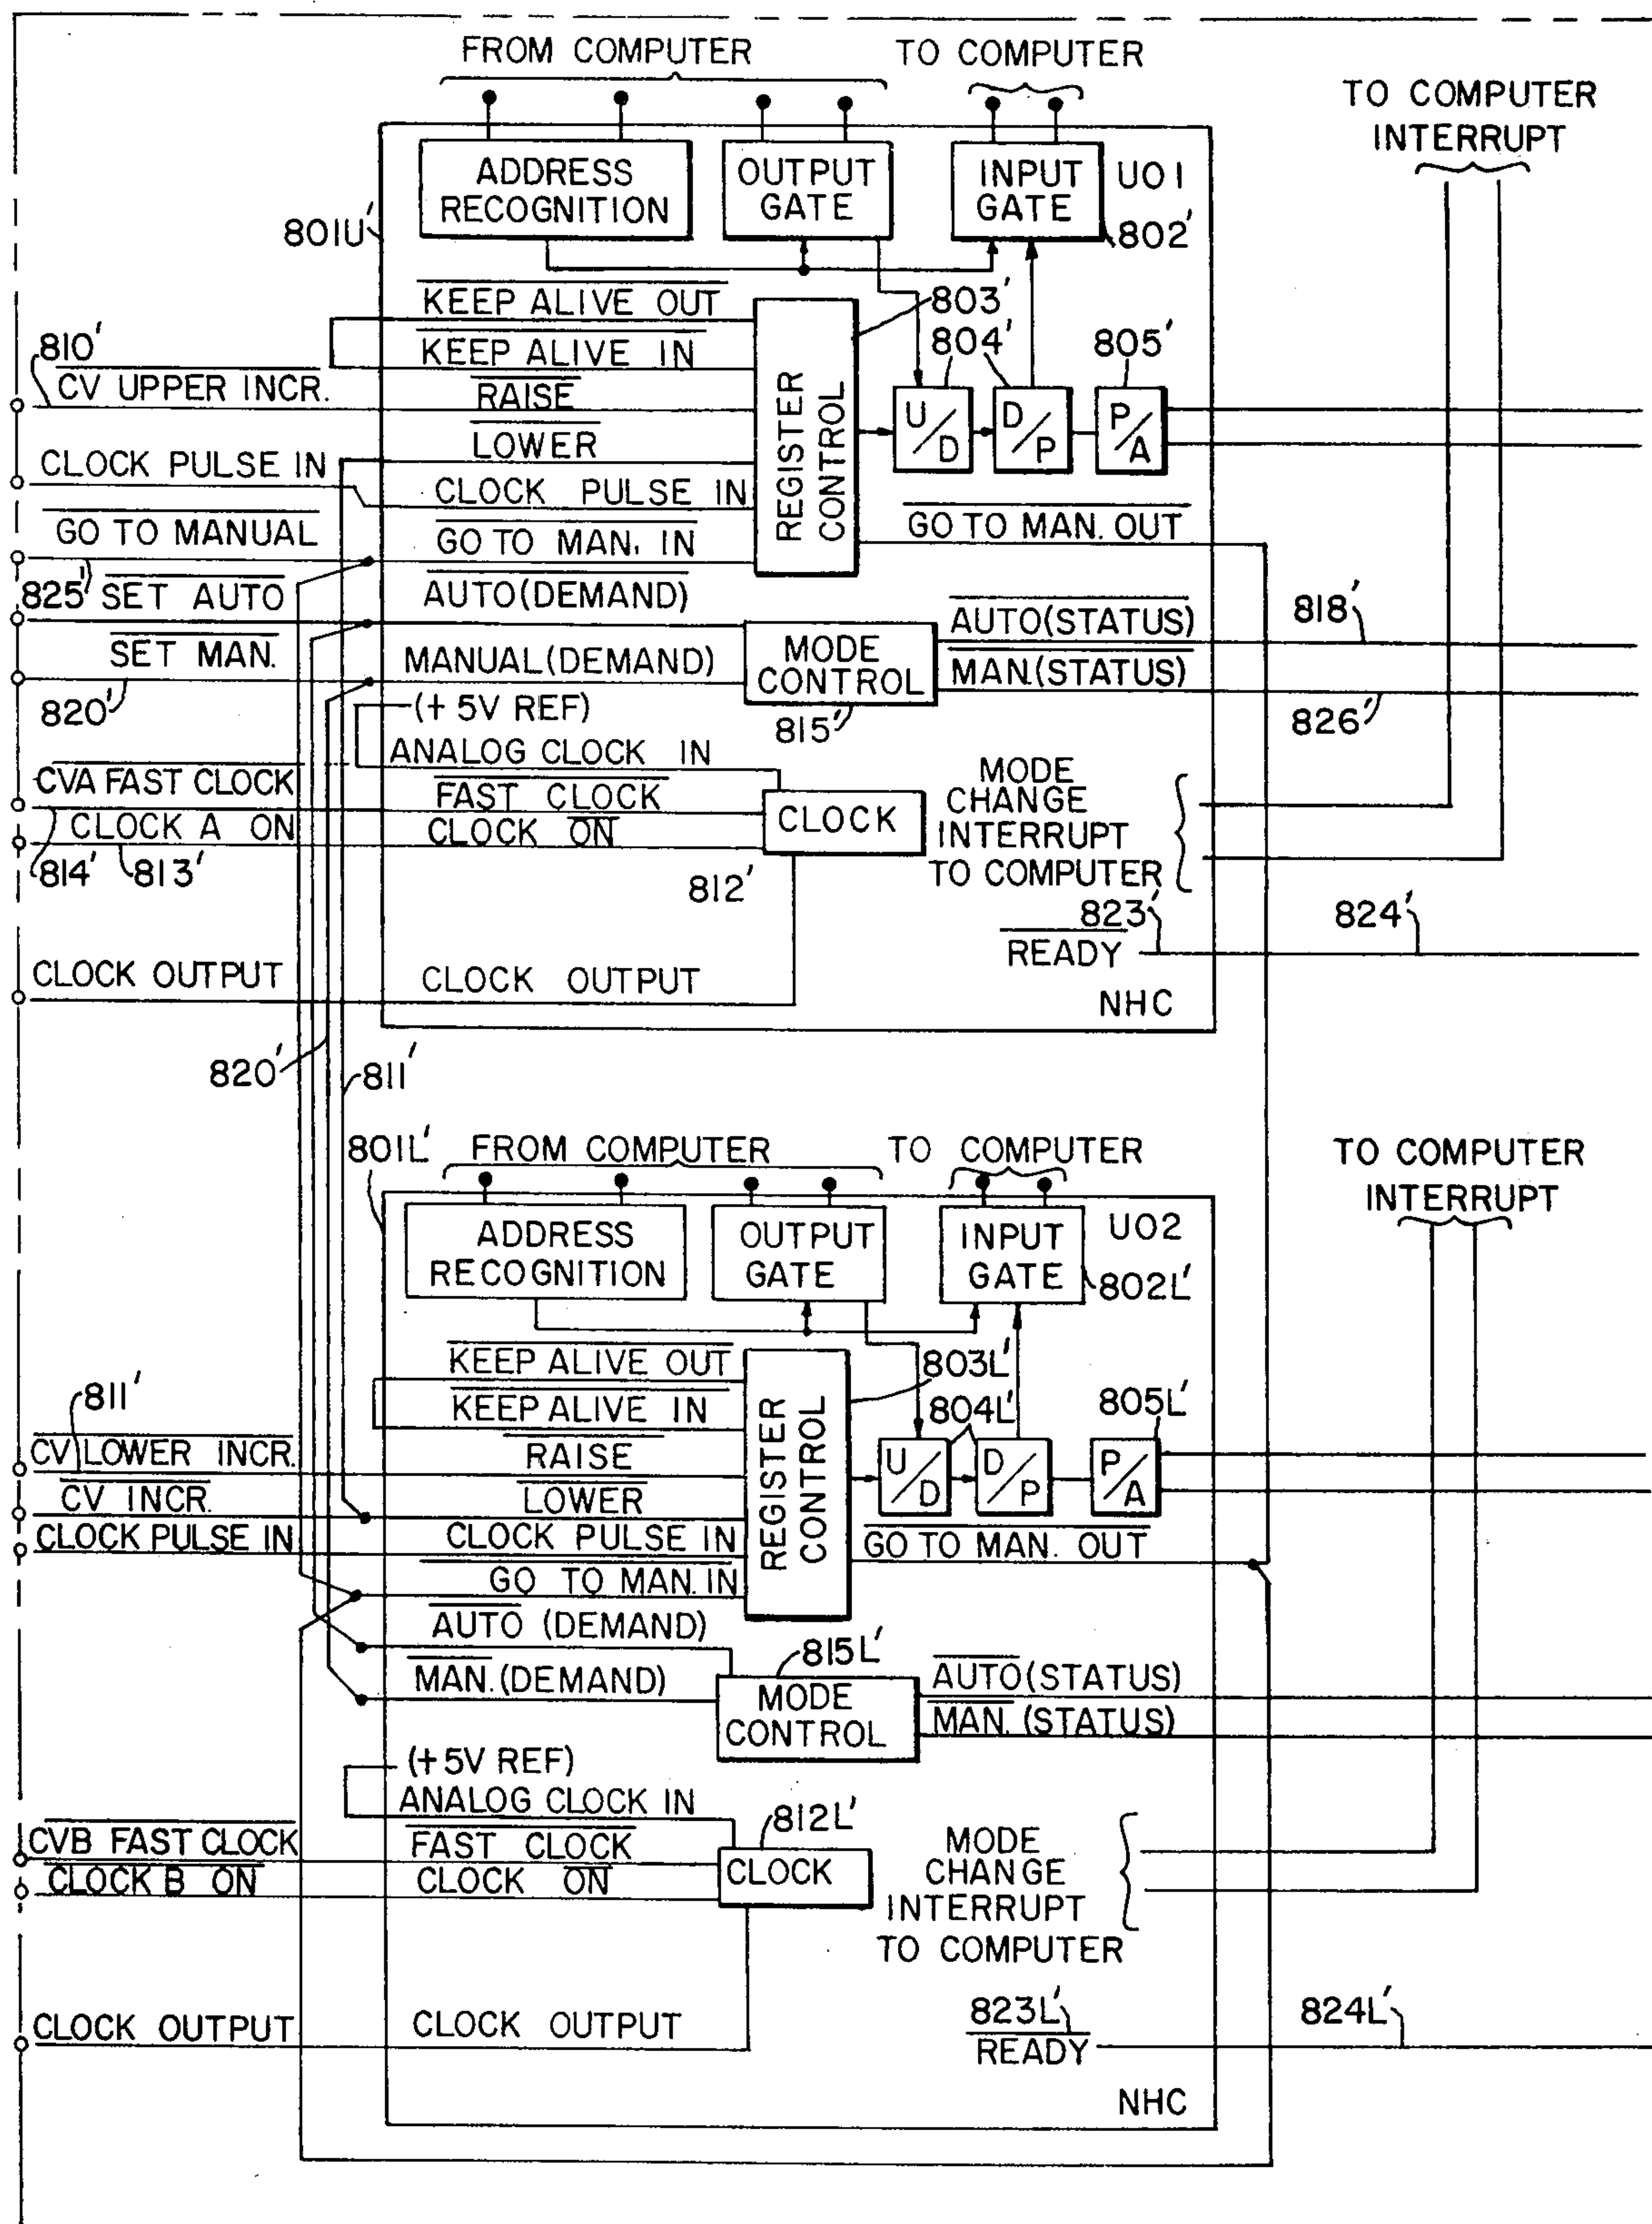 FROM COMPUTER
TO COMPUTER
TO COMPUTER
INTERRUPT
ADDRESS
RECOGNITION
OUTPUT
GATE
INPUT
GATE
UO1
801U'
802'
KEEP ALIVE OUT
803'
KEEP ALIVE IN
804'
805'
810'
CV UPPER INCR.
RAISE
LOWER
REGISTER
CONTROL
U/D
D/P
P/A
CLOCK PULSE IN
CLOCK PULSE IN
GO TO MANUAL
GO TO MAN. IN
GO TO MAN. OUT
825'
SET AUTO
AUTO(DEMAND)
AUTO(STATUS)
818'
SET MAN.
MANUAL(DEMAND)
MODE
CONTROL
MAN.(STATUS)
820'
(+ 5V REF)
815'
826'
ANALOG CLOCK IN
CVA FAST CLOCK
FAST CLOCK
CLOCK
MODE
CHANGE
INTERRUPT
TO COMPUTER
CLOCK A ON
CLOCK ON
814'
813'
812'
823'
824'
READY
CLOCK OUTPUT
CLOCK OUTPUT
NHC
820'
811'
801L'
FROM COMPUTER
TO COMPUTER
TO COMPUTER
INTERRUPT
ADDRESS
RECOGNITION
OUTPUT
GATE
INPUT
GATE
UO2
802L'
KEEP ALIVE OUT
803L'
811'
KEEP ALIVE IN
804L'
805L'
CV LOWER INCR.
RAISE
REGISTER
CONTROL
U/D
D/P
P/A
CV INCR.
LOWER
CLOCK PULSE IN
CLOCK PULSE IN
GO TO MAN. OUT
GO TO MAN. IN
AUTO (DEMAND)
815L'
MAN. (DEMAND)
MODE
CONTROL
AUTO(STATUS)
MAN. (STATUS)
(+ 5V REF)
ANALOG CLOCK IN
812L'
CVB FAST CLOCK
FAST CLOCK
CLOCK
MODE
CHANGE
INTERRUPT
TO COMPUTER
CLOCK B ON
CLOCK ON
823L'
824L'
CLOCK OUTPUT
CLOCK OUTPUT
READY
NHC